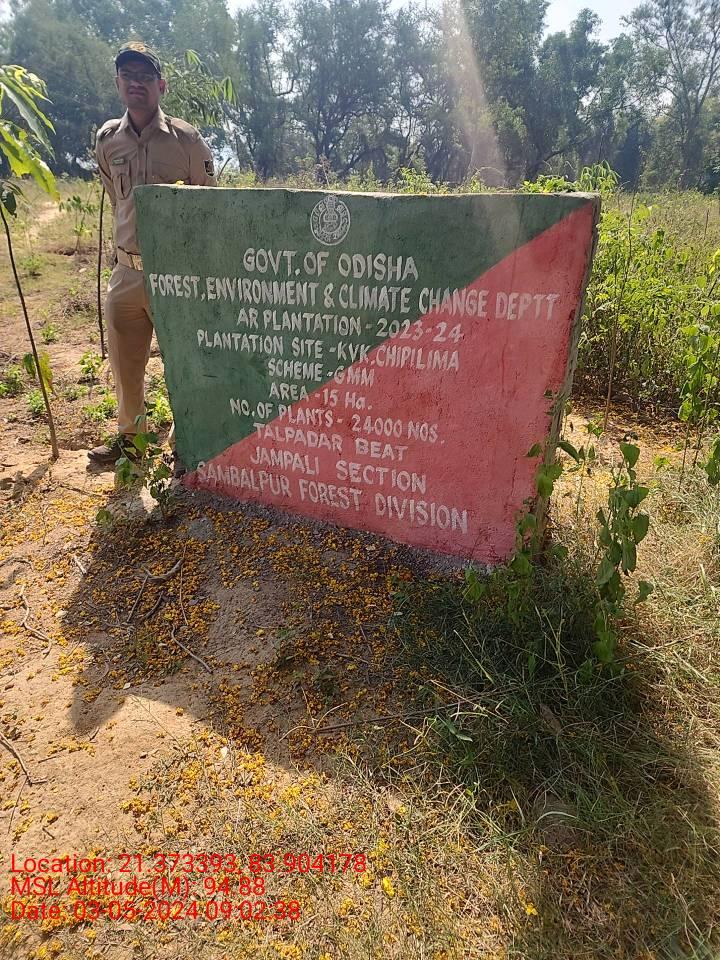 GOVT. OF ODISHA
FOREST, ENVIRONMENT & CLIMATE CHANGE DEPTT
AR PLANTATION - 2023-24
PLANTATION SITE - KVK, CHIPILIMA
SCHEME - GMM
AREA - 15 Ha.
NO. OF PLANTS - 24000 NOS.
TALPADAR BEAT
JAMPALI SECTION
SAMBALPUR FOREST DIVISION
Location: 21.373393, 83.904178
MSL Altitude(M): 94.88
Date: 03-05-2024 09:02:38